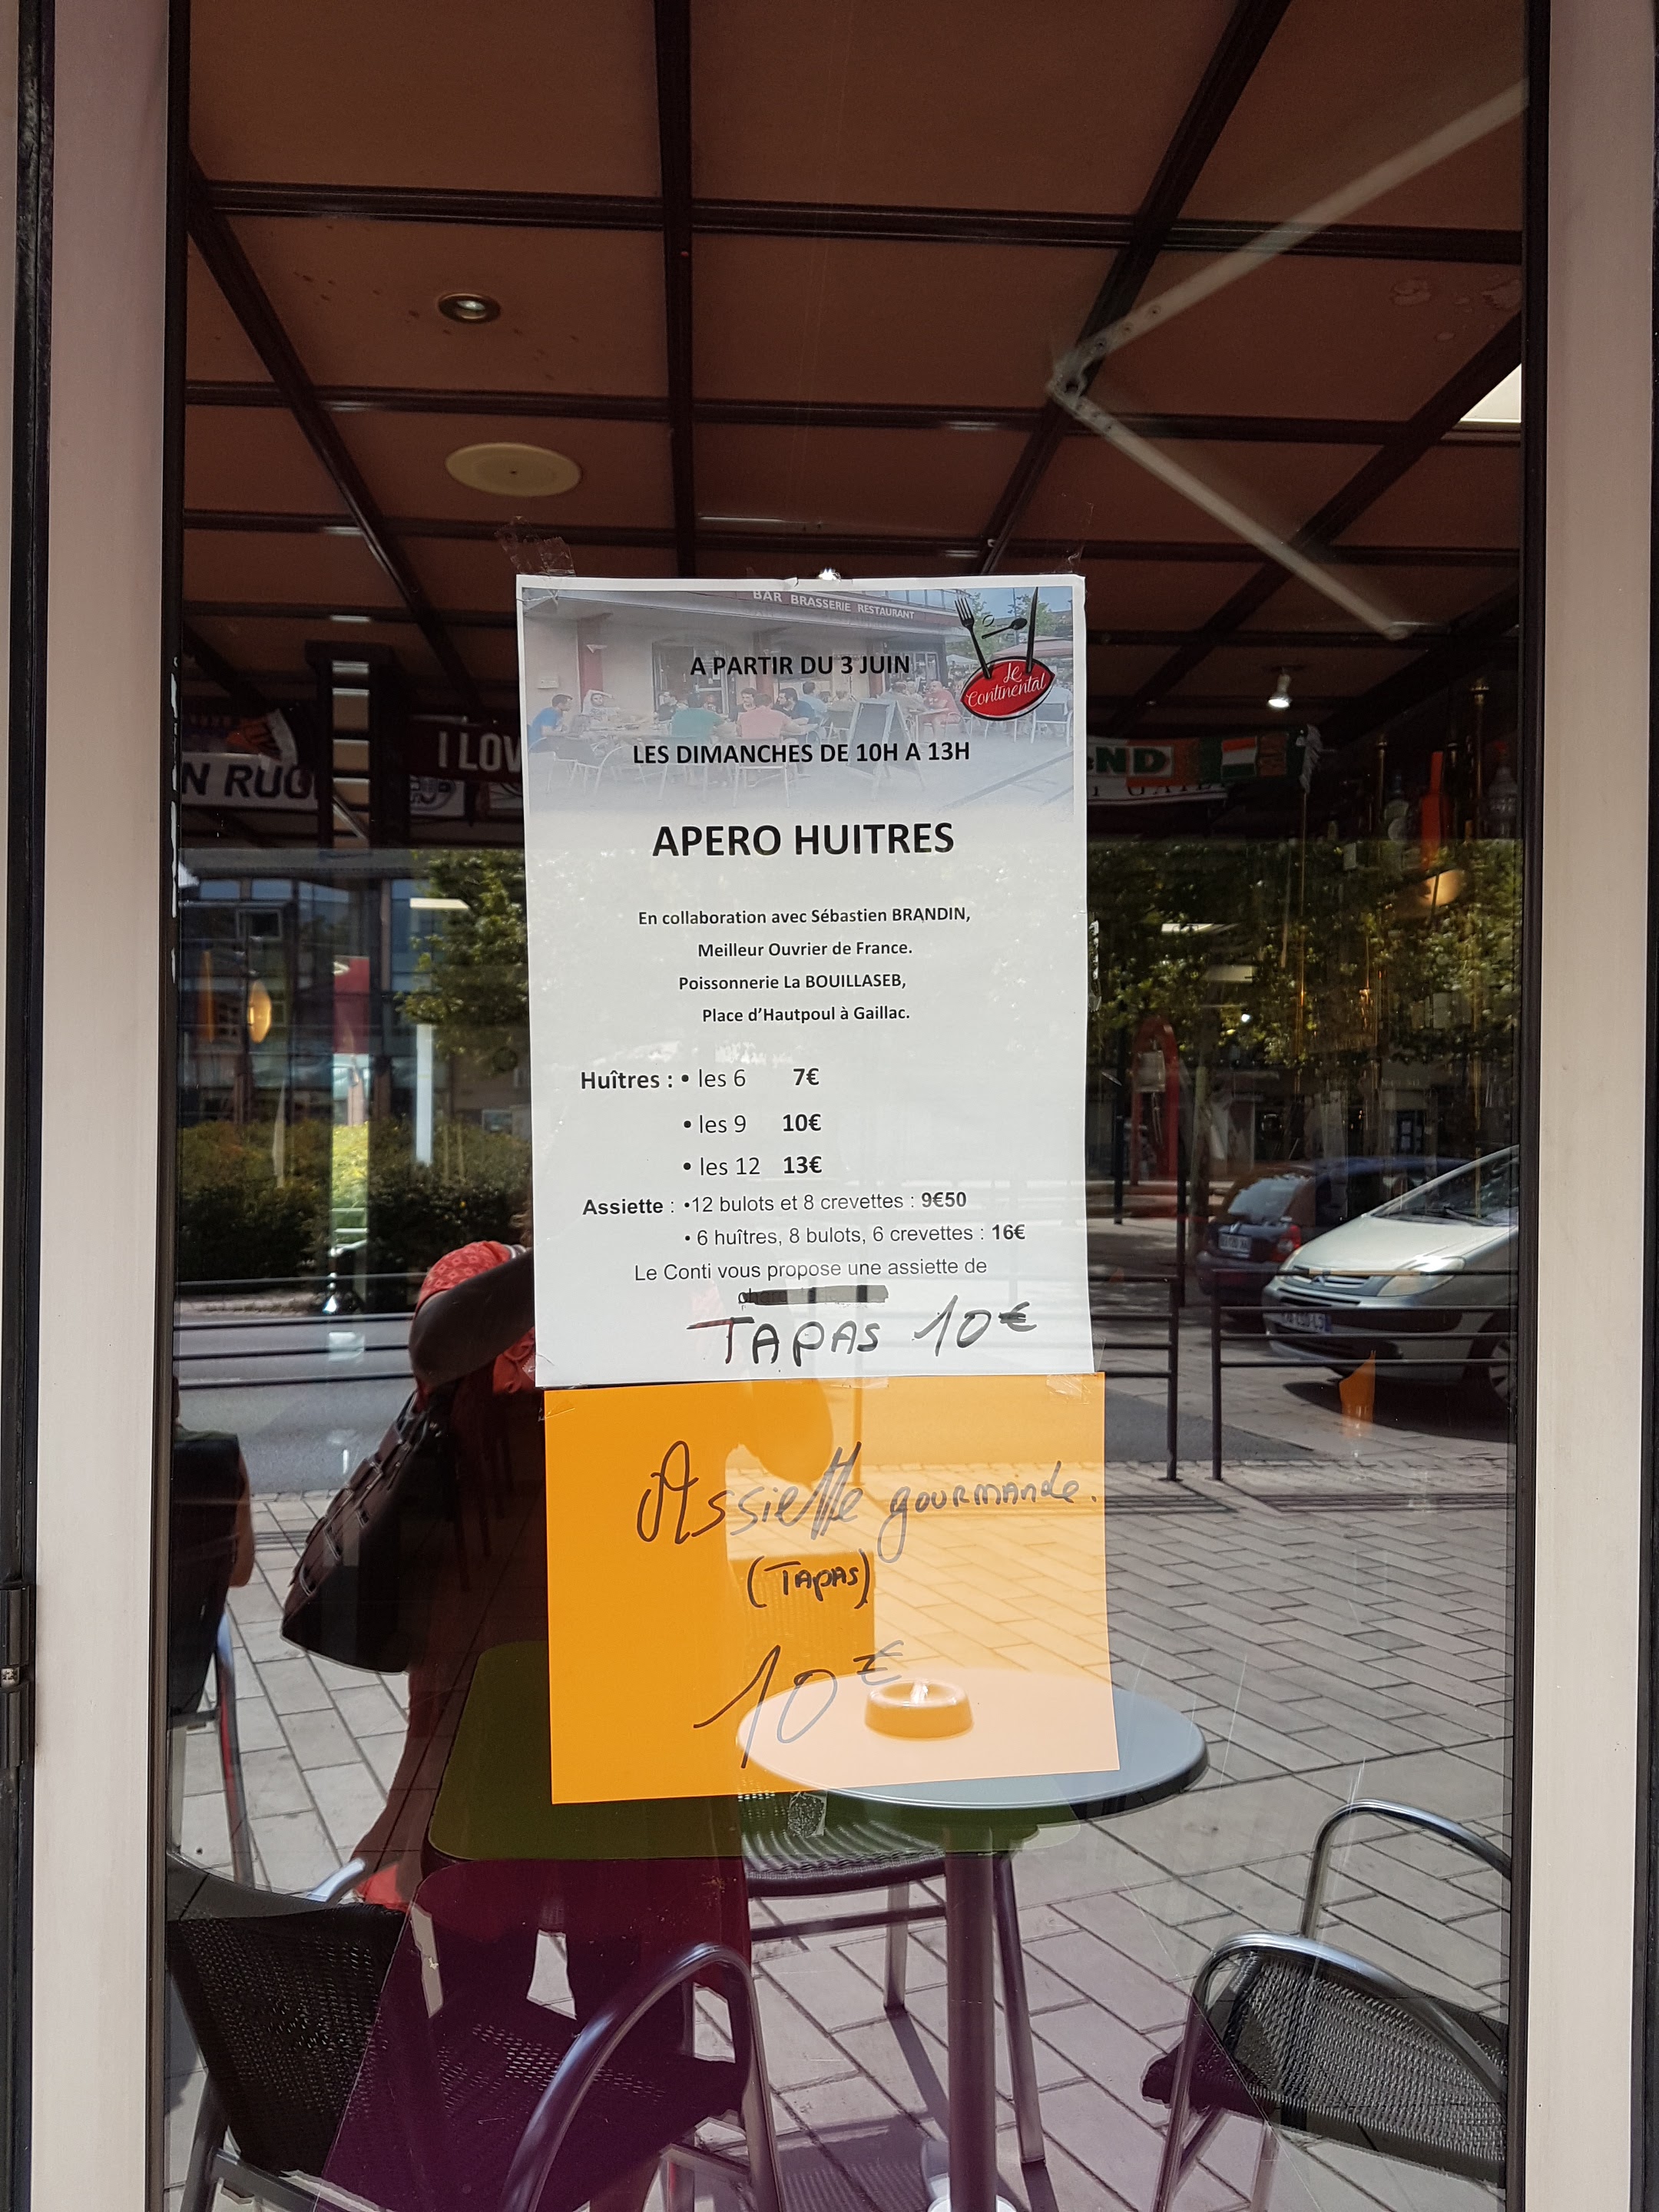 BAR BRASSERIE RESTAURANT
A PARTIR DU 3 JUIN
Le
Continental
LES DIMANCHES DE 10H A 13H
I LOV
N RUG
ND
APERO HUITRES
En collaboration avec Sébastien BRANDIN,
Meilleur Ouvrier de France.
Poissonnerie La BOUILLASEB,
Place d'Hautpoul à Gaillac.
Huîtres : • les 6 7€
• les 9 10€
• les 12 13€
Assiette : •12 bulots et 8 crevettes : 9€50
• 6 huîtres, 8 bulots, 6 crevettes : 16€
Le Conti vous propose une assiette de
TAPAS 10€
Assiette gourmande.
(TAPAS)
10€